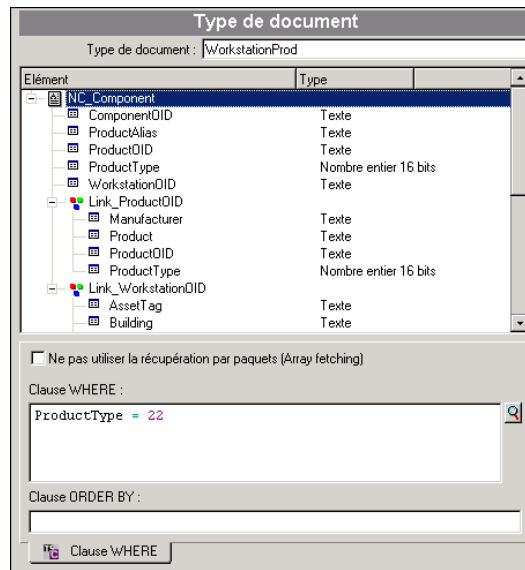 Type de document
Type de document : WorkstationProd
Elément Type
NC_Component
ComponentOID Texte
ProductAlias Texte
ProductOID Texte
ProductType Nombre entier 16 bits
WorkstationOID Texte
Link_ProductOID
Manufacturer Texte
Product Texte
ProductOID Texte
ProductType Nombre entier 16 bits
Link_WorkstationOID
AssetTag Texte
Building Texte
Ne pas utiliser la récupération par paquets (Array fetching)
Clause WHERE :
ProductType = 22
Clause ORDER BY :
Clause WHERE